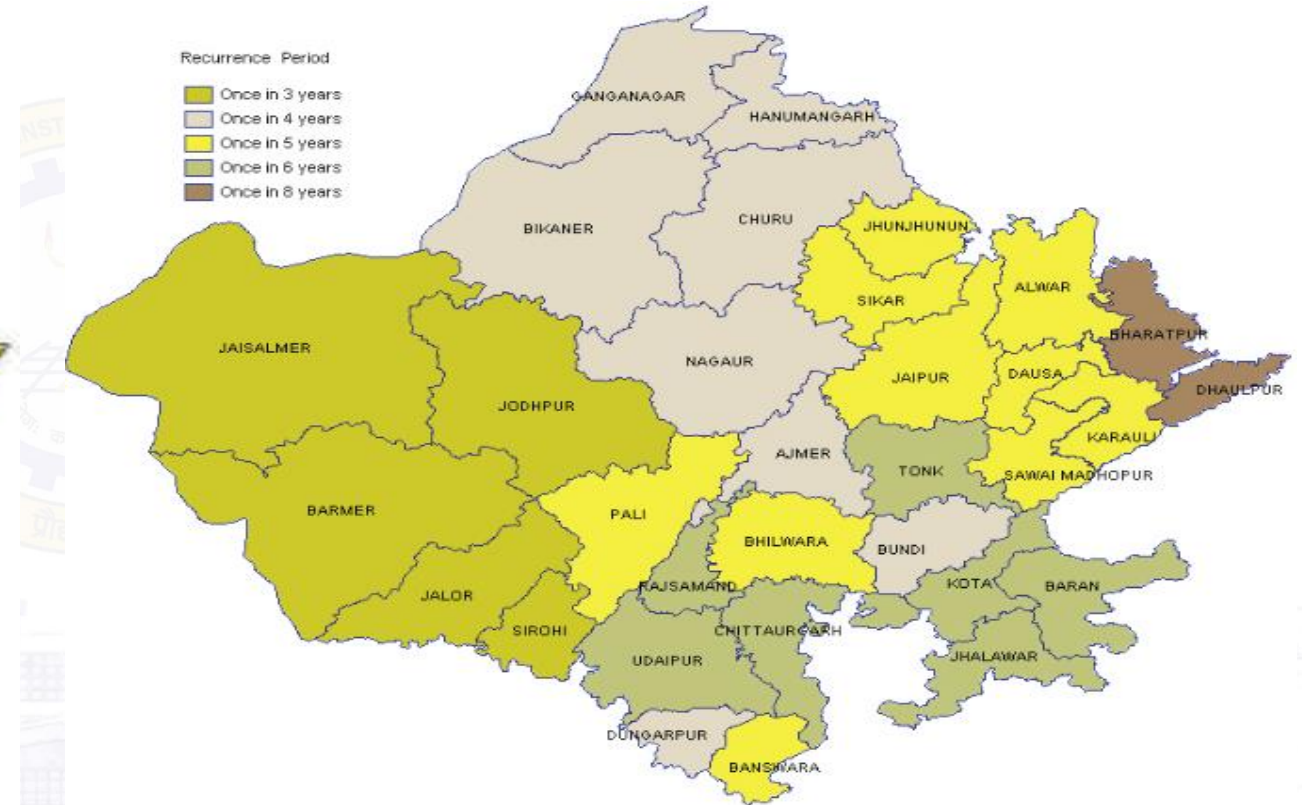 Recurrence Period
Once in 3 years
Once in 4 years
Once in 5 years
Once in 6 years
Once in 8 years
GANGANAGAR
HANUMANGARH
BIKANER
CHURU
JHUNJHUNUN
SIKAR
ALWAR
JAISALMER
NAGAUR
BHARATPUR
JODHPUR
JAIPUR
DAUSA
DHAULPUR
KARAULI
AJMER
TONK
SAWAI MADHOPUR
BARMER
PALI
BHILWARA
BUNDI
JALOR
RAJSAMAND
KOTA
BARAN
SIROHI
CHITTAURGARH
UDAIPUR
JHALAWAR
DUNGARPUR
BANSWARA